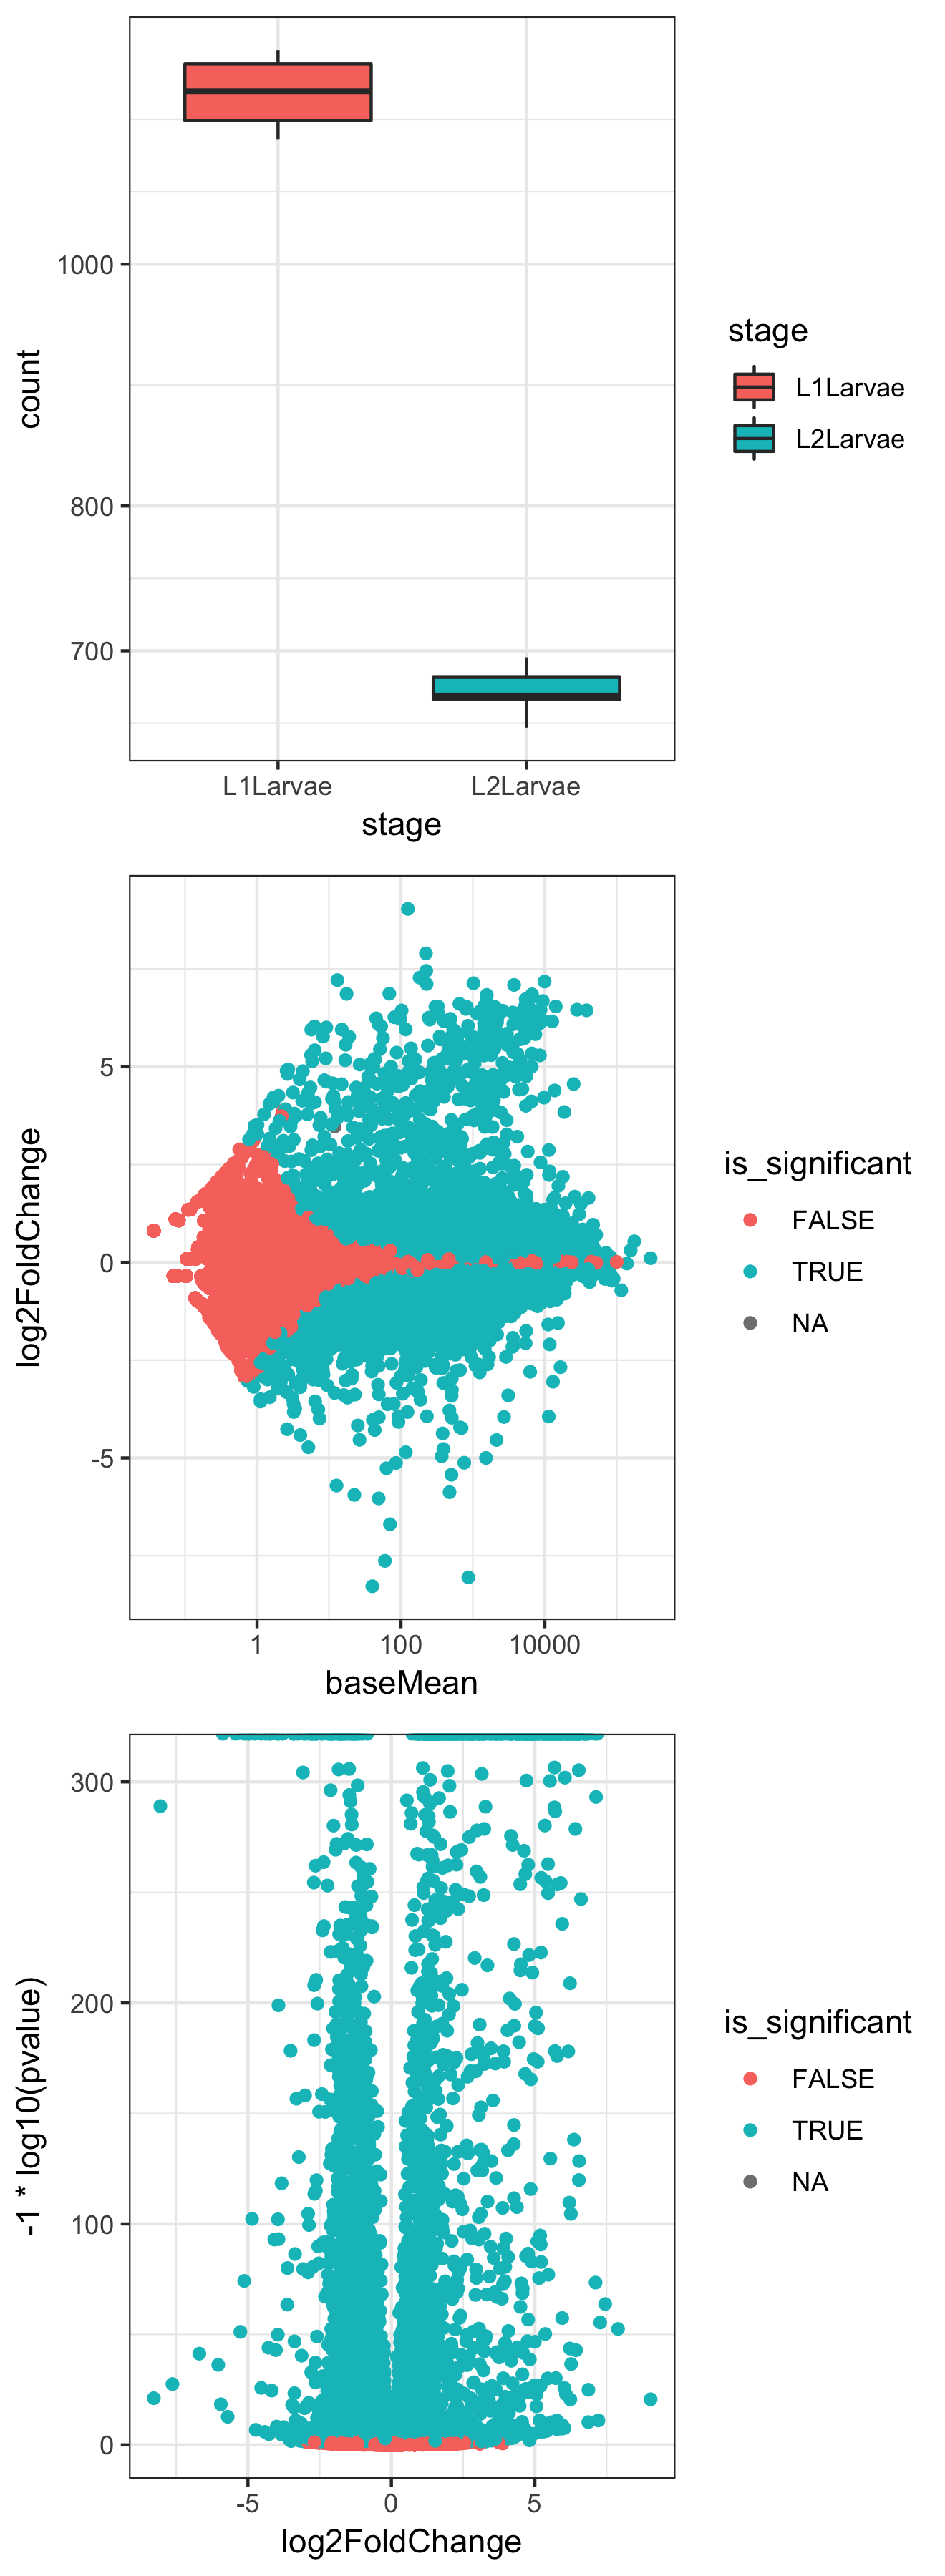 count
1000
800
700
L1Larvae
L2Larvae
stage
stage
L1Larvae
L2Larvae
log2FoldChange
5
0
-5
1
100
10000
baseMean
is_significant
FALSE
TRUE
NA
-1 * log10(pvalue)
300
200
100
0
-5
0
5
log2FoldChange
is_significant
FALSE
TRUE
NA